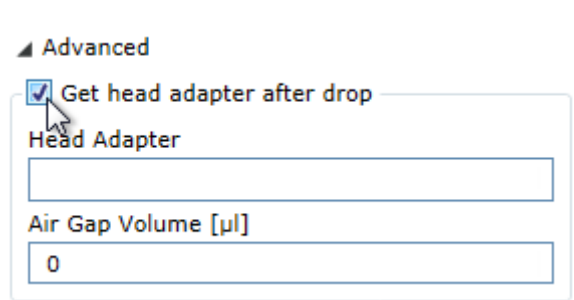 Advanced
Get head adapter after drop
Head Adapter
Air Gap Volume [µl]
0